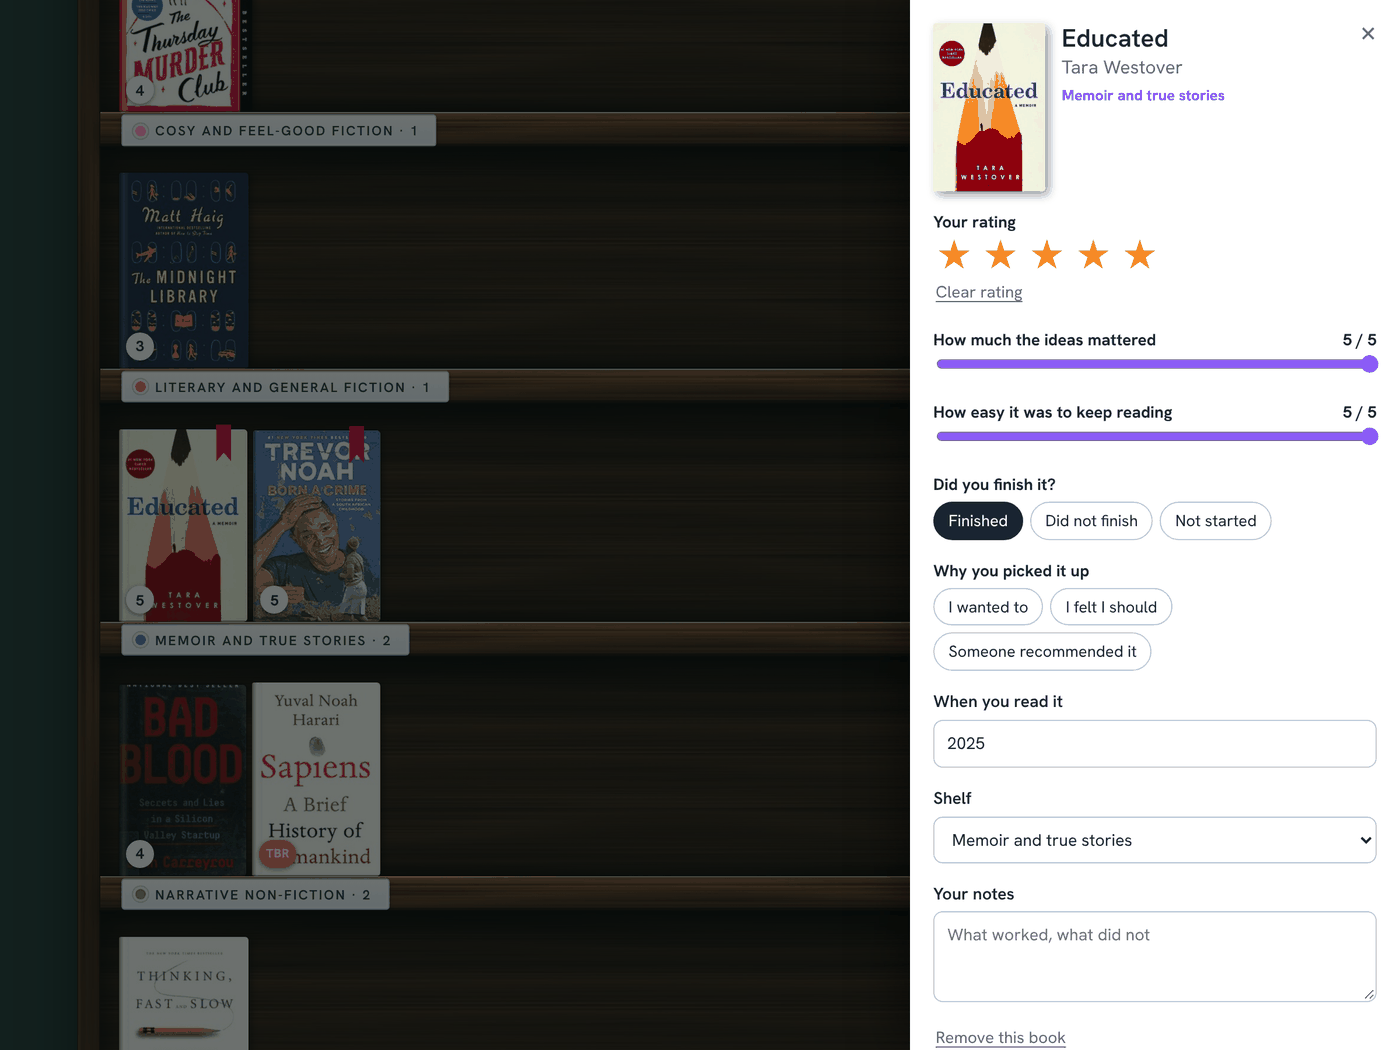 The
Thursday
MURDER
Club
4
COSY AND FEEL-GOOD FICTION · 1
Matt Haig
The MIDNIGHT
LIBRARY
3
LITERARY AND GENERAL FICTION · 1
Educated
A MEMOIR
TARA
WESTOVER
5
TREVOR
NOAH
BORN A CRIME
5
MEMOIR AND TRUE STORIES · 2
BAD
BLOOD
Secrets and Lies
in a Silicon
Valley Startup
Carreyrou
4
Yuval Noah
Harari
Sapiens
A Brief
History of
mankind
TBR
NARRATIVE NON-FICTION · 2
THINKING,
FAST AND SLOW
Educated
A MEMOIR
TARA
WESTOVER
Educated
Tara Westover
Memoir and true stories
Your rating
Clear rating
How much the ideas mattered 5 / 5
How easy it was to keep reading 5 / 5
Did you finish it?
Finished Did not finish Not started
Why you picked it up
I wanted to I felt I should
Someone recommended it
When you read it
2025
Shelf
Memoir and true stories
Your notes
What worked, what did not
Remove this book